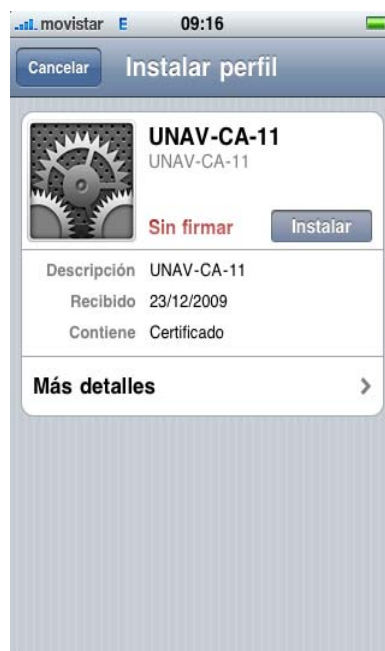 movistar E 09:16
Cancelar Instalar perfil
UNAV-CA-11
UNAV-CA-11
Sin firmar Instalar
Descripción UNAV-CA-11
Recibido 23/12/2009
Contiene Certificado
Más detalles